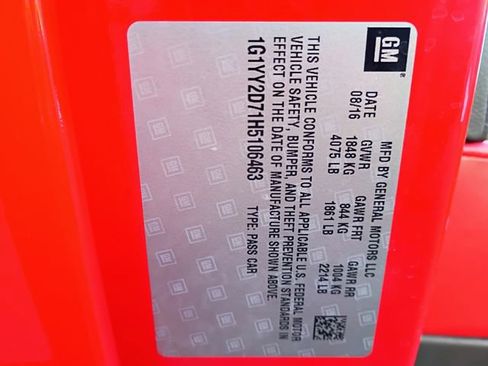 GM
MFD BY GENERAL MOTORS LLC
DATE GVWR GAWR FRT GAWR RR
08/16 1848 KG 844 KG 1004 KG
4075 LB 1861 LB 2214 LB
THIS VEHICLE CONFORMS TO ALL APPLICABLE U.S. FEDERAL MOTOR
VEHICLE SAFETY, BUMPER, AND THEFT PREVENTION STANDARDS IN
EFFECT ON THE DATE OF MANUFACTURE SHOWN ABOVE.
1G1YY2D71H5106463 TYPE: PASS CAR